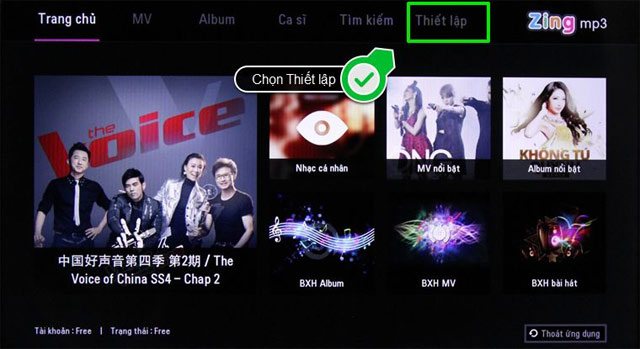 Trang chủ
MV
Album
Ca sĩ
Tìm kiếm
Thiết lập
Zing mp3
Chọn Thiết lập
the
Voice
中国好声音第四季 第2期 / The
Voice of China SS4 – Chap 2
Nhạc cá nhân
MV nổi bật
KHÔNG TÚ
Album nổi bật
BXH Album
BXH MV
BXH bài hát
Tài khoản : Free | Trạng thái : Free
Thoát ứng dụng